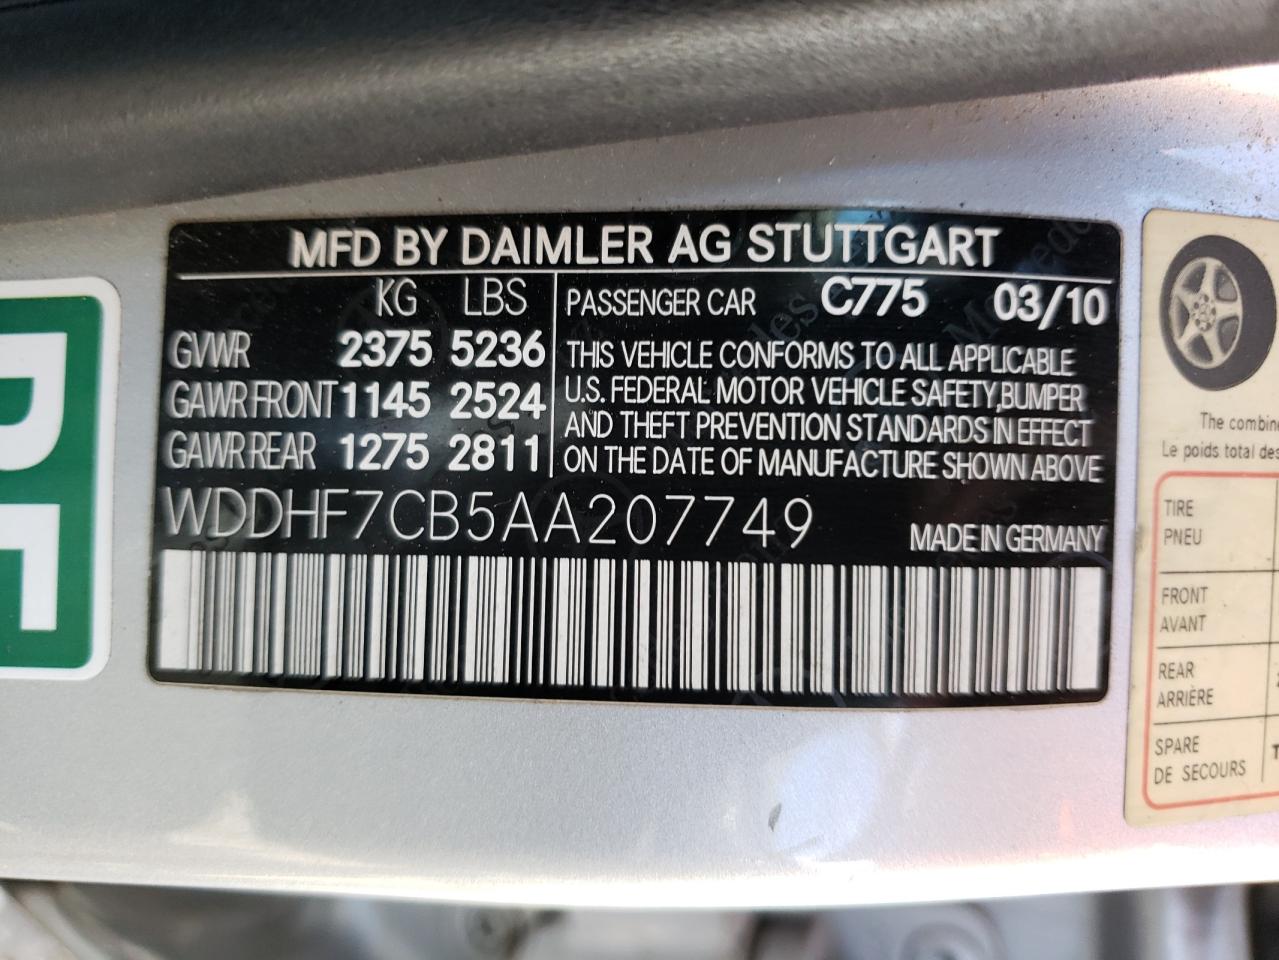 MFD BY DAIMLER AG STUTTGART
KG LBS
GVWR 2375 5236
GAWR FRONT 1145 2524
GAWR REAR 1275 2811
PASSENGER CAR C775 03/10
THIS VEHICLE CONFORMS TO ALL APPLICABLE
U.S. FEDERAL MOTOR VEHICLE SAFETY,BUMPER
AND THEFT PREVENTION STANDARDS IN EFFECT
ON THE DATE OF MANUFACTURE SHOWN ABOVE
WDDHF7CB5AA207749
MADE IN GERMANY
The combine
Le poids total des
TIRE
PNEU
FRONT
AVANT
REAR
ARRIÈRE
SPARE
DE SECOURS